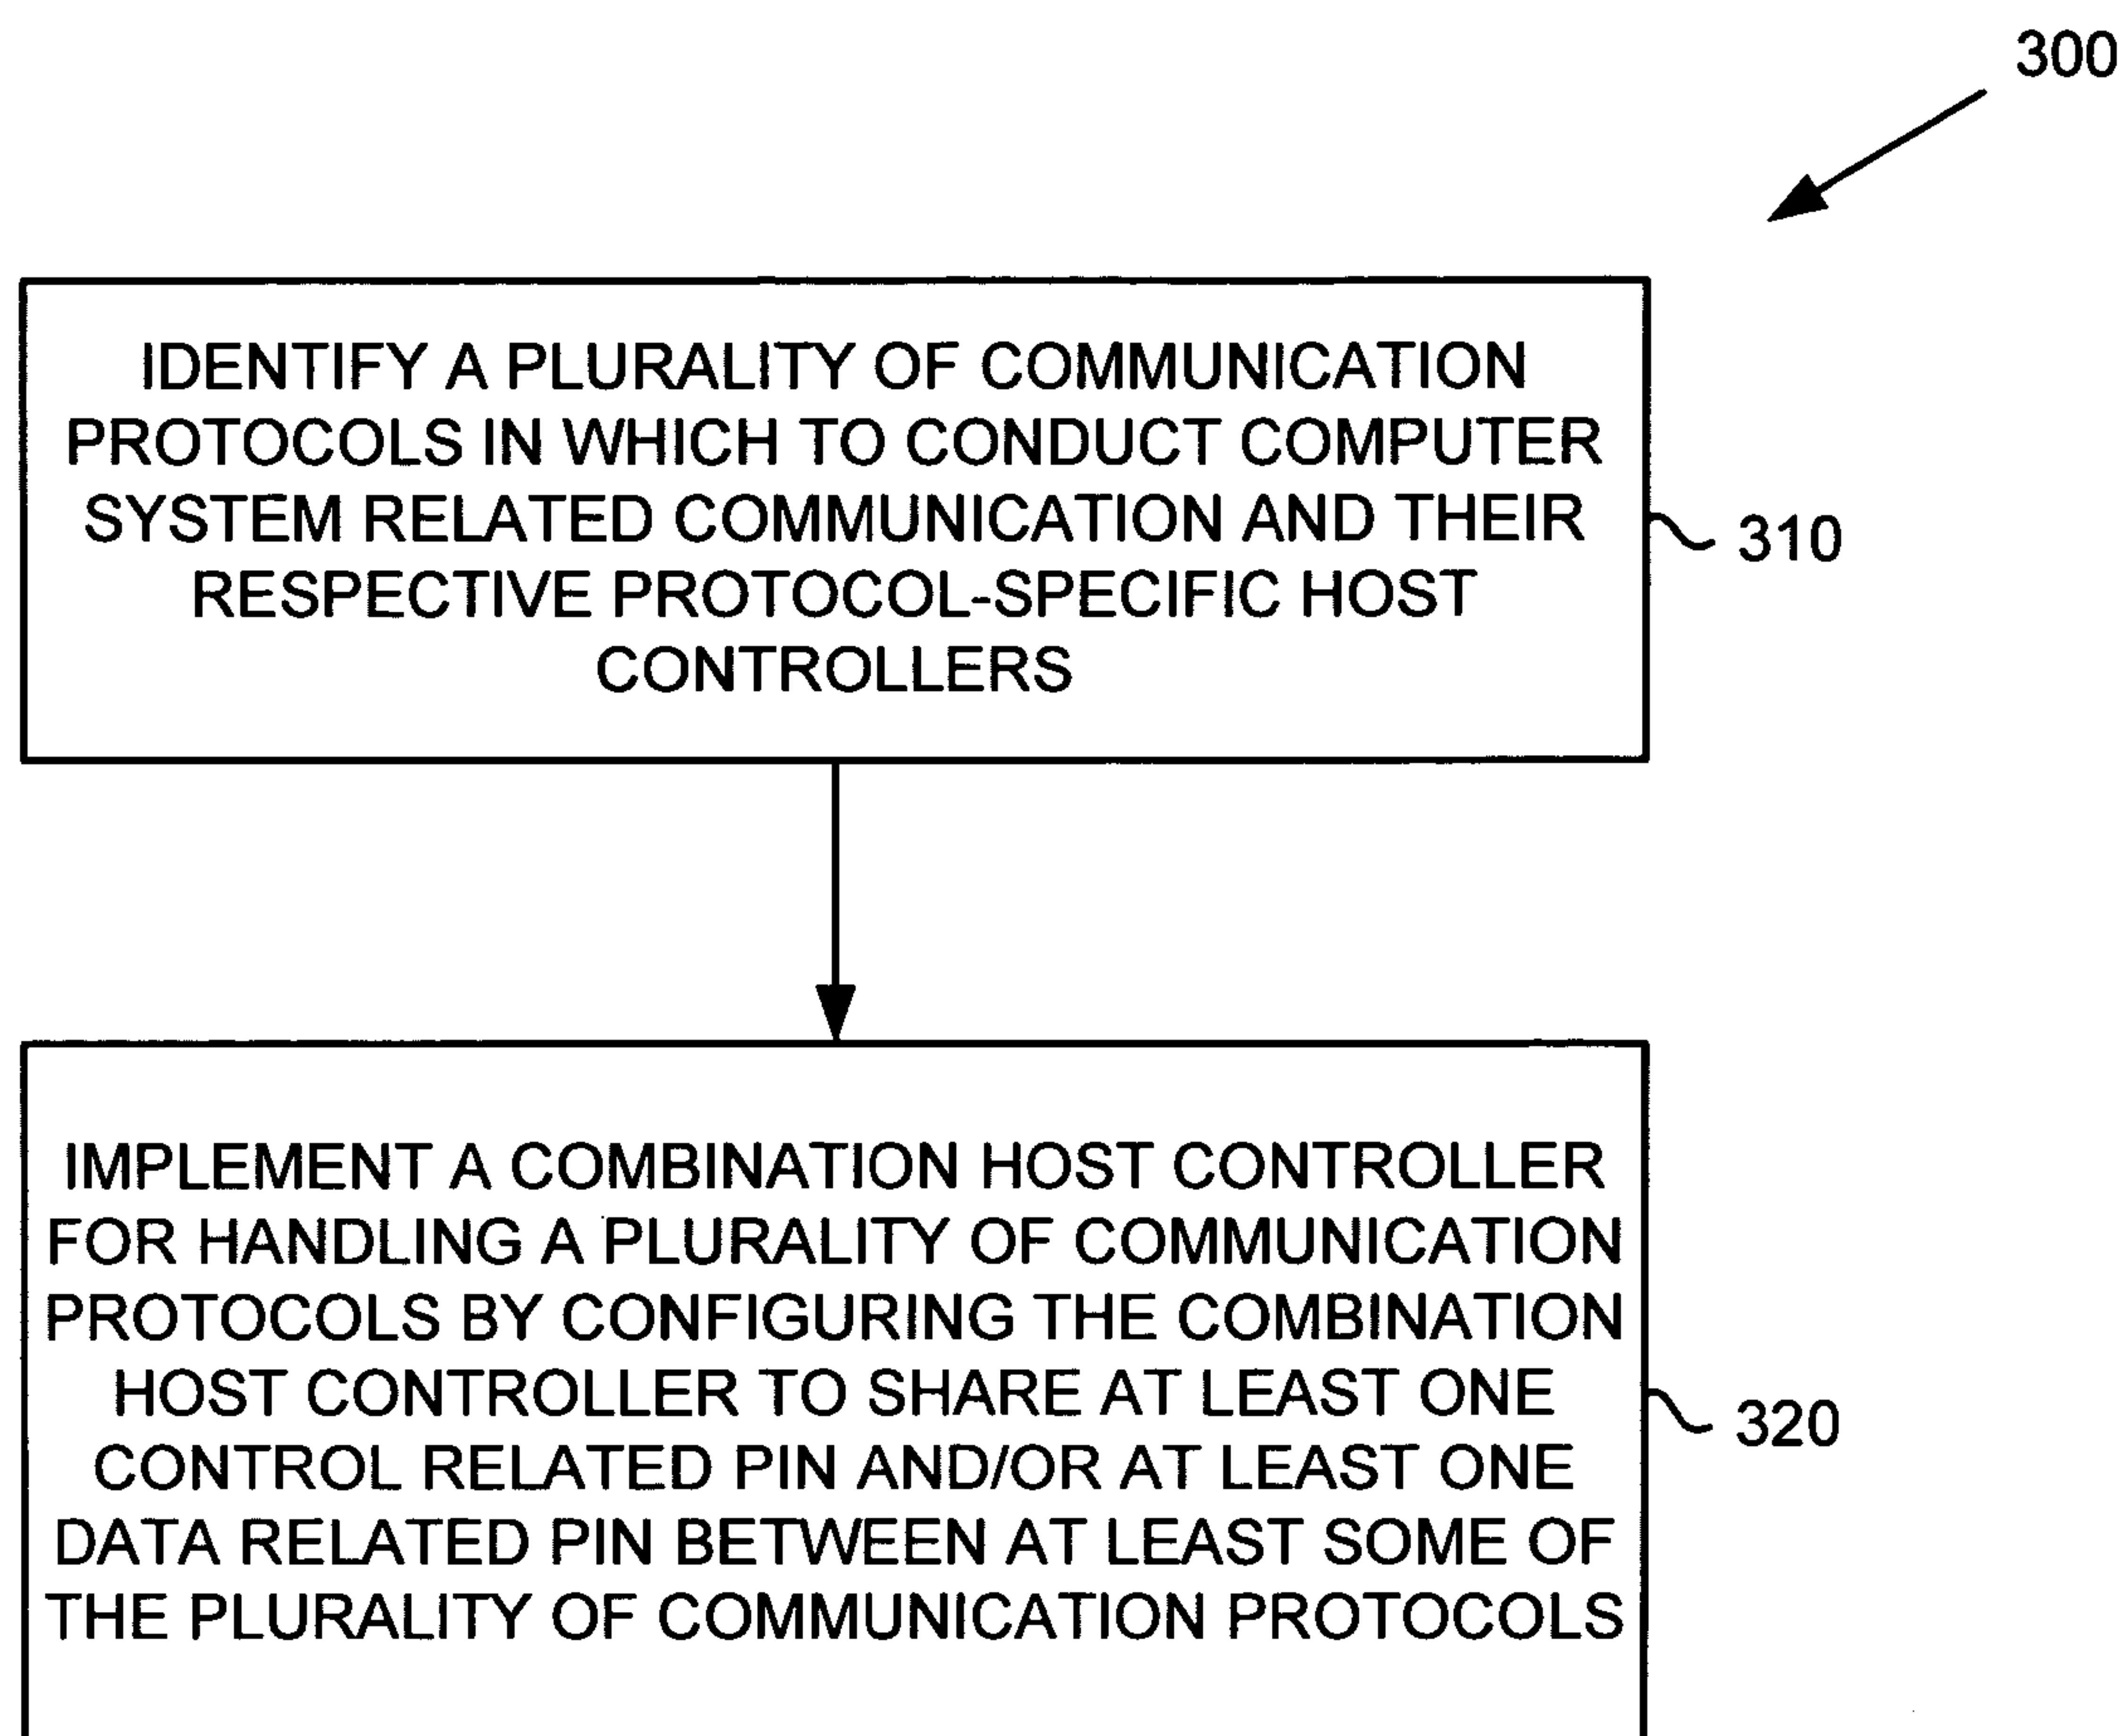 300
IDENTIFY A PLURALITY OF COMMUNICATION
PROTOCOLS IN WHICH TO CONDUCT COMPUTER
SYSTEM RELATED COMMUNICATION AND THEIR
RESPECTIVE PROTOCOL-SPECIFIC HOST
CONTROLLERS
310
IMPLEMENT A COMBINATION HOST CONTROLLER
FOR HANDLING A PLURALITY OF COMMUNICATION
PROTOCOLS BY CONFIGURING THE COMBINATION
HOST CONTROLLER TO SHARE AT LEAST ONE
CONTROL RELATED PIN AND/OR AT LEAST ONE
DATA RELATED PIN BETWEEN AT LEAST SOME OF
THE PLURALITY OF COMMUNICATION PROTOCOLS
320